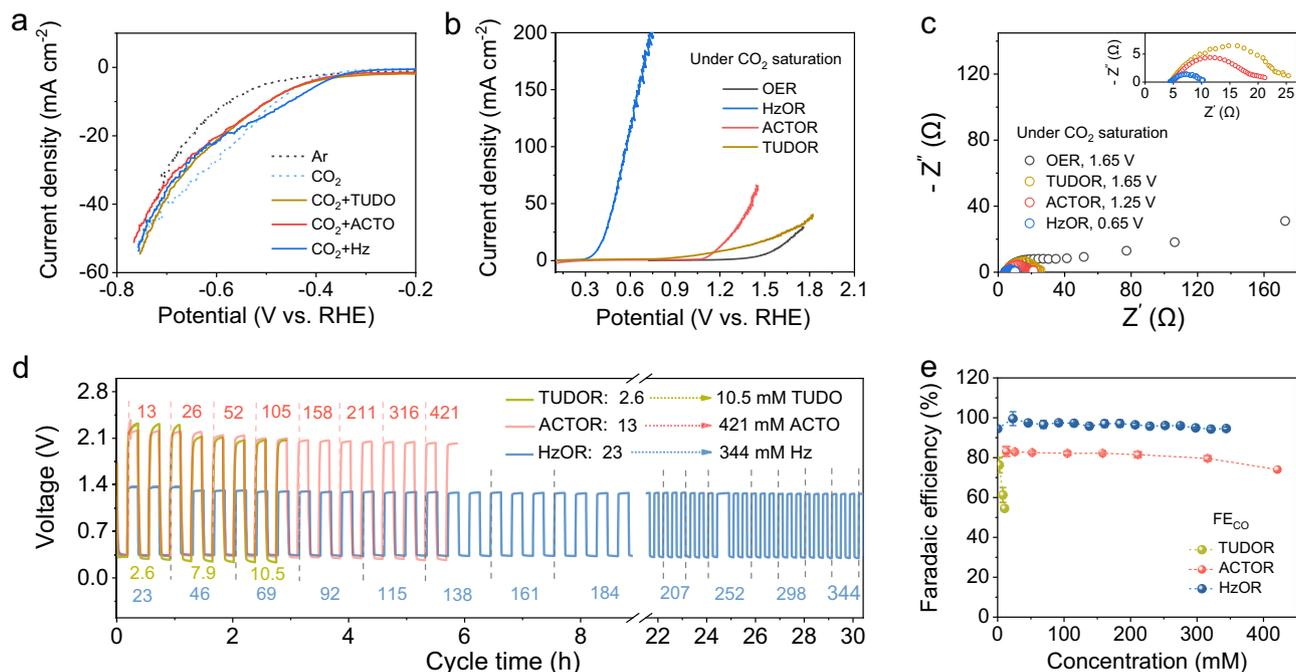 a
Current density (mA cm⁻²)
0
-20
-40
-60
-0.8
-0.6
-0.4
-0.2
Potential (V vs. RHE)
Ar
CO₂
CO₂+TUDO
CO₂+ACTO
CO₂+Hz
b
Current density (mA cm⁻²)
200
150
100
50
0
0.3
0.6
0.9
1.2
1.5
1.8
2.1
Potential (V vs. RHE)
Under CO₂ saturation
OER
HzOR
ACTOR
TUDOR
c
- Z″ (Ω)
120
80
40
0
0
40
80
120
160
Z′ (Ω)
- Z″ (Ω)
5
0
0
5
10
15
20
25
Z′ (Ω)
Under CO₂ saturation
OER, 1.65 V
TUDOR, 1.65 V
ACTOR, 1.25 V
HzOR, 0.65 V
d
Voltage (V)
2.8
2.1
1.4
0.7
0.0
13 26 52 105 158 211 316 421
TUDOR: 2.6 10.5 mM TUDO
ACTOR: 13 421 mM ACTO
HzOR: 23 344 mM Hz
2.6 7.9 10.5
23 46 69 92 115 138 161 184 207 252 298 344
0 2 4 6 8 22 24 26 28 30
Cycle time (h)
e
Faradaic efficiency (%)
120
100
80
60
40
20
0
0 100 200 300 400
Concentration (mM)
FE_CO
TUDOR
ACTOR
HzOR